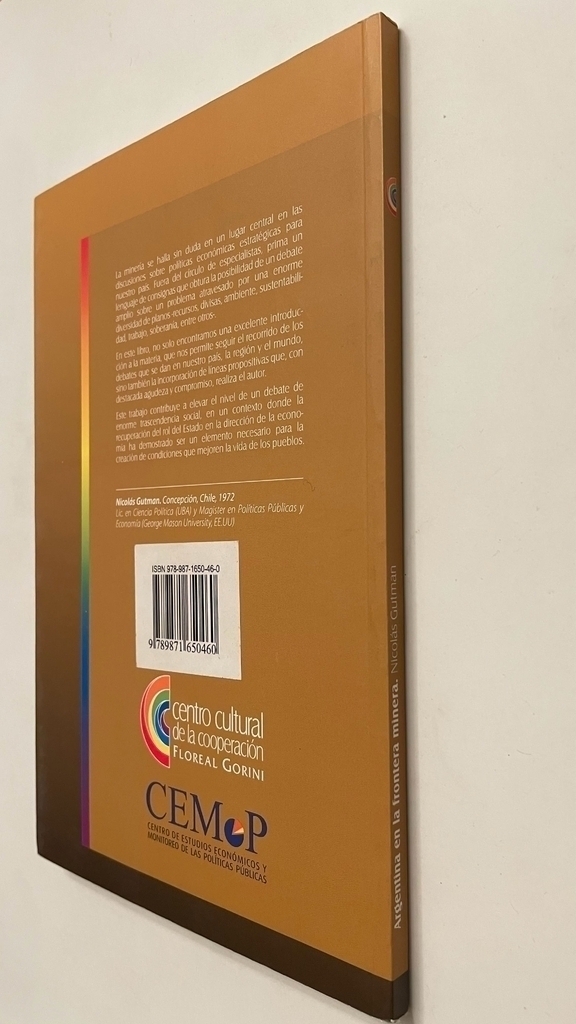 La minería se halla sin duda en un lugar central en las
discusiones sobre políticas económicas estratégicas para
nuestro país. Fuera del círculo de especialistas, prima un
lenguaje de consignas que obtura la posibilidad de un debate
amplio sobre un problema atravesado por una enorme
diversidad de planos -recursos, divisas, ambiente, sustentabili-
dad, trabajo, soberanía, entre otros-.
En este libro, no solo encontramos una excelente introduc-
ción a la materia, que nos permite seguir el recorrido de los
debates que se dan en nuestro país, la región y el mundo,
sino también la incorporación de líneas propositivas que, con
destacada agudeza y compromiso, realiza el autor.
Este trabajo contribuye a elevar el nivel de un debate de
enorme trascendencia social, en un contexto donde la
recuperación del rol del Estado en la dirección de la econo-
mía ha demostrado ser un elemento necesario para la
creación de condiciones que mejoren la vida de los pueblos.
Nicolás Gutman. Concepción, Chile, 1972
Lic. en Ciencia Política (UBA) y Magister en Políticas Públicas y
Economía (George Mason University, EE.UU)
ISBN 978-987-1650-46-0
9 789871 650460
centro cultural
de la cooperación
FLOREAL GORINI
CEMOP
CENTRO DE ESTUDIOS ECONÓMICOS Y
MONITOREO DE LAS POLÍTICAS PÚBLICAS
Argentina en la frontera minera. Nicolás Gutman